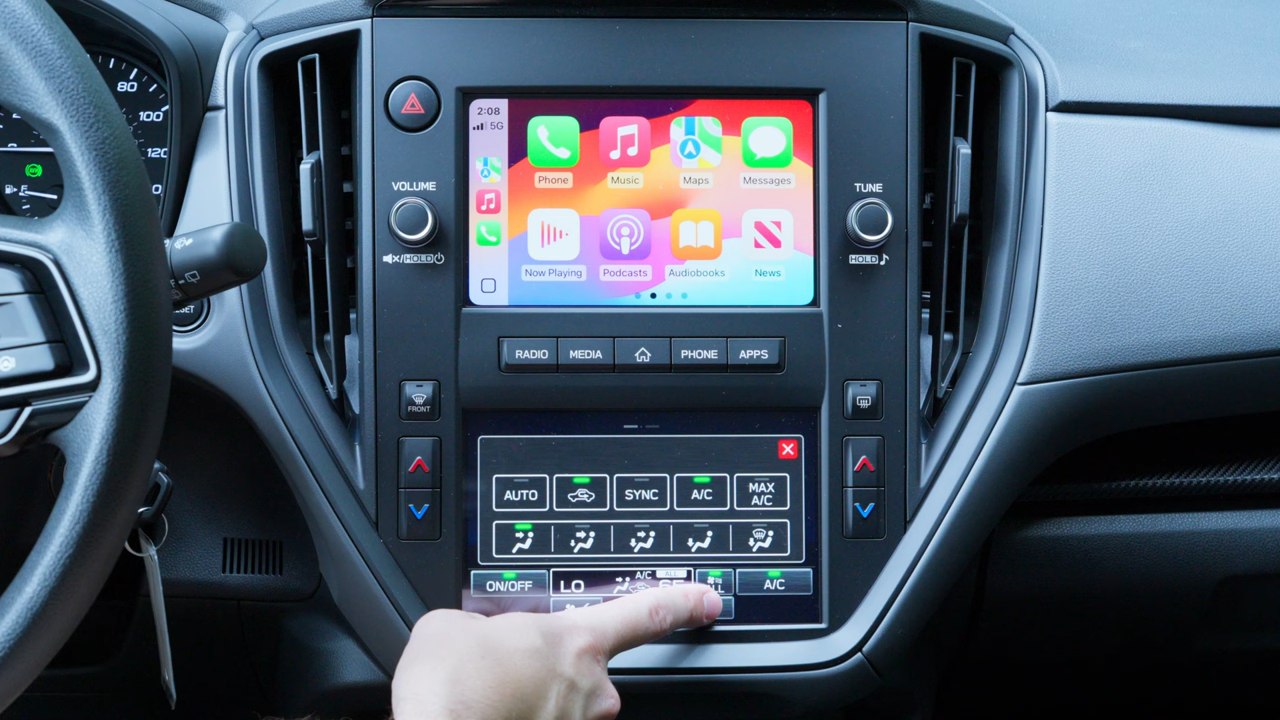 80
100
120
F
2:08
5G
Phone
Music
Maps
Messages
Now Playing
Podcasts
Audiobooks
News
VOLUME
HOLD
TUNE
HOLD
RADIO
MEDIA
PHONE
APPS
FRONT
AUTO
SYNC
A/C
MAX
A/C
ON/OFF
LO
A/C
ALL
A/C